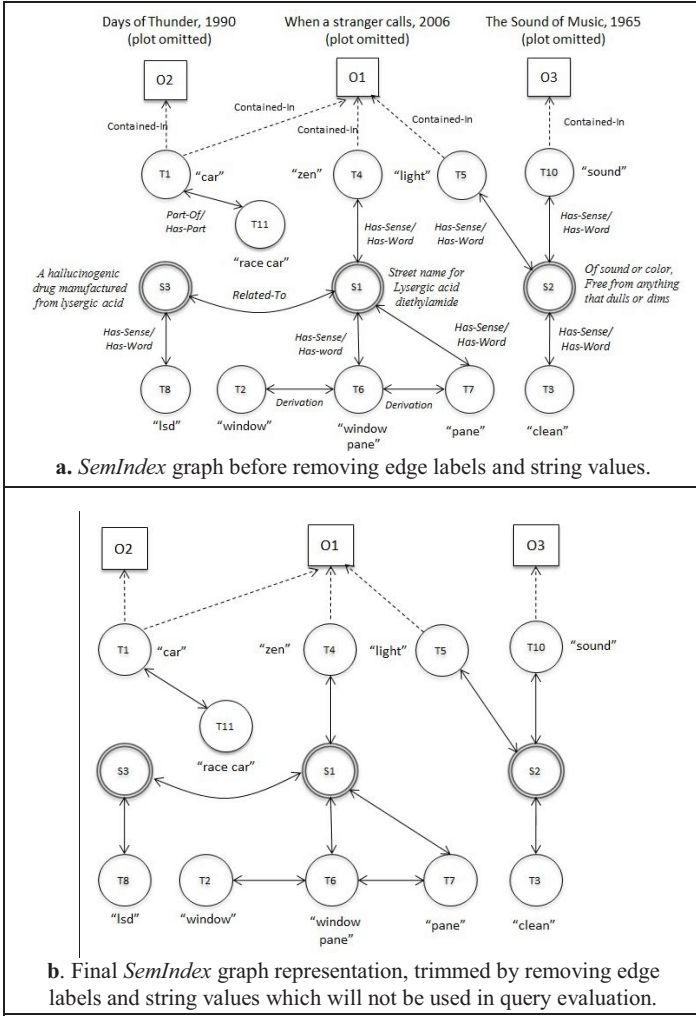 Days of Thunder, 1990
(plot omitted)
When a stranger calls, 2006
(plot omitted)
The Sound of Music, 1965
(plot omitted)
O2
O1
O3
Contained-In
Contained-In
Contained-In
Contained-In
Contained-In
T1
"car"
"zen"
T4
"light"
T5
T10
"sound"
Part-Of/
Has-Part
T11
"race car"
Has-Sense/
Has-Word
Has-Sense/
Has-Word
Has-Sense/
Has-Word
A hallucinogenic
drug manufactured
from lysergic acid
S3
Related-To
S1
Street name for
Lysergic acid
diethylamide
S2
Of sound or color,
Free from anything
that dulls or dims
Has-Sense/
Has-Word
Has-Sense/
Has-word
Has-Sense/
Has-Word
Has-Sense/
Has-Word
T8
T2
Derivation
T6
Derivation
T7
T3
"lsd"
"window"
"window
pane"
"pane"
"clean"
a. SemIndex graph before removing edge labels and string values.
O2
O1
O3
T1
"car"
"zen"
T4
"light"
T5
T10
"sound"
T11
"race car"
S3
S1
S2
T8
T2
T6
T7
T3
"lsd"
"window"
"window
pane"
"pane"
"clean"
b. Final SemIndex graph representation, trimmed by removing edge
labels and string values which will not be used in query evaluation.